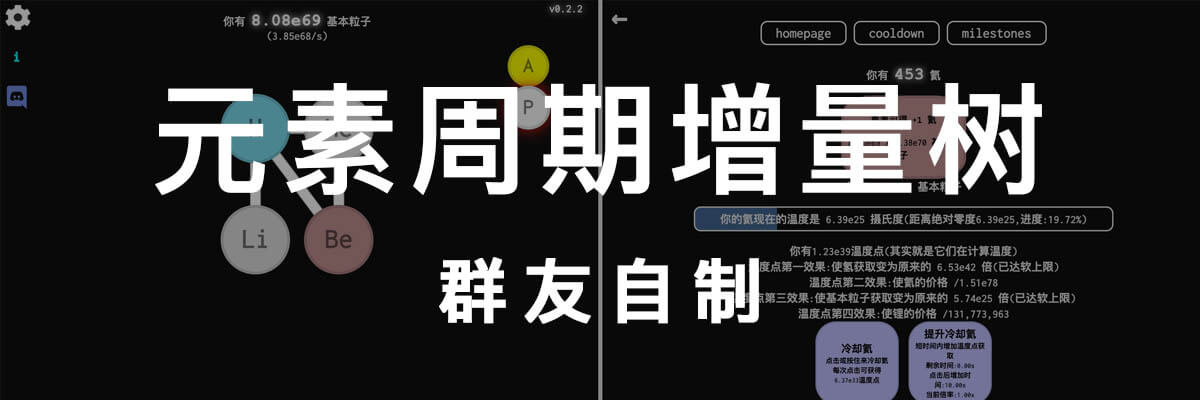 你有 8.08e69 基本粒子
(3.85e68/s)
v0.2.2
i
A
P
Li
Be
元素周期增量树
群友自制
←
homepage
cooldown
milestones
你有 453 氦
+1 氦
.38e70
基本粒子
你的氦现在的温度是 6.39e25 摄氏度(距离绝对零度6.39e25,进度:19.72%)
你有1.23e39温度点(其实就是它们在计算温度)
度点第一效果:使氢获取变为原来的 6.53e42 倍(已达软上限)
温度点第二效果:使氦的价格 /1.51e78
度点第三效果:使基本粒子获取变为原来的 5.74e25 倍(已达软上限)
温度点第四效果:使锂的价格 /131,773,963
冷却氦
点击或按住来冷却氦
每次点击可获得
6.37e33温度点
提升冷却氦
短时间内增加温度点获
取
剩余时间:0.00s
点击后增加时
间:10.00s
当前倍率:1.00x